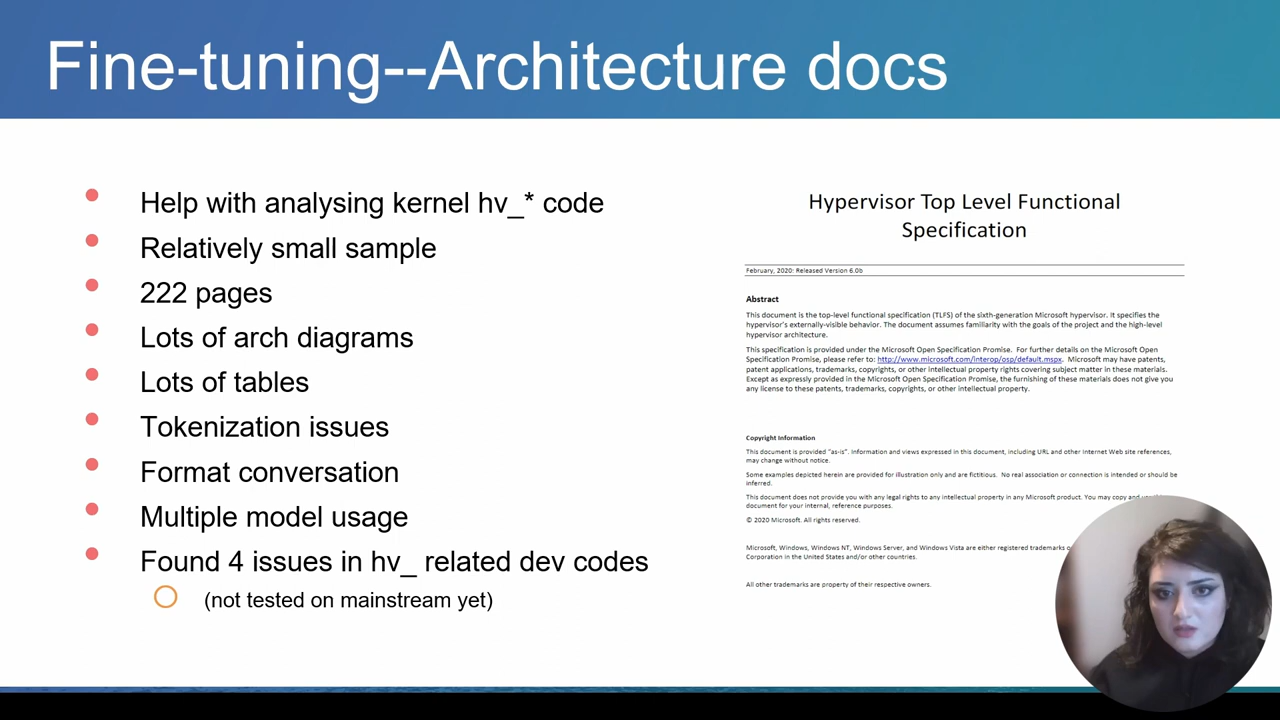 Fine-tuning--Architecture docs
Help with analysing kernel hv_* code
Relatively small sample
222 pages
Lots of arch diagrams
Lots of tables
Tokenization issues
Format conversation
Multiple model usage
Found 4 issues in hv_ related dev codes
(not tested on mainstream yet)
Hypervisor Top Level Functional
Specification
February, 2020: Released Version 6.0b
Abstract
This document is the top-level functional specification (TLFS) of the sixth-generation Microsoft hypervisor. It specifies the
hypervisor's externally-visible behavior. The document assumes familiarity with the goals of the project and the high-level
hypervisor architecture.
This specification is provided under the Microsoft Open Specification Promise. For further details on the Microsoft Open
Specification Promise, please refer to: http://www.microsoft.com/interop/osp/default.mspx. Microsoft may have patents,
patent applications, trademarks, copyrights, or other intellectual property rights covering subject matter in these materials.
Except as expressly provided in the Microsoft Open Specification Promise, the furnishing of these materials does not give you
any license to these patents, trademarks, copyrights, or other intellectual property.
Copyright Information
This document is provided "as-is". Information and views expressed in this document, including URL and other Internet Web site references,
may change without notice.
Some examples depicted herein are provided for illustration only and are fictitious. No real association or connection is intended or should be
inferred.
This document does not provide you with any legal rights to any intellectual property in any Microsoft product. You may copy and
document for your internal, reference purposes.
© 2020 Microsoft. All rights reserved.
Microsoft, Windows, Windows NT, Windows Server, and Windows Vista are either registered trademarks
Corporation in the United States and/or other countries.
All other trademarks are property of their respective owners.